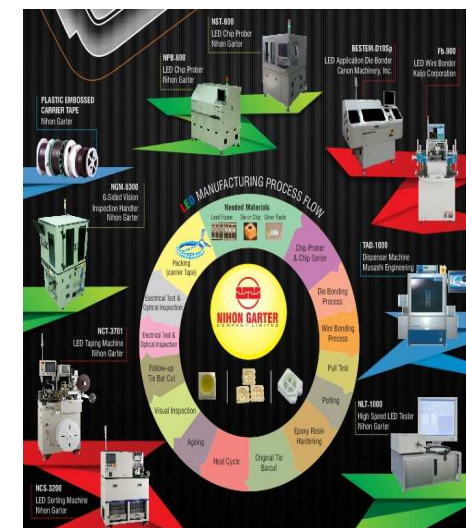 NST-600
LED Chip Prober
Nihon Garter
NPB-600
LED Chip Prober
Nihon Garter
BESTEM-D10Sp
LED Application Die Bonder
Canon Machinery, Inc.
Fb-900
LED Wire Bonder
Kaijo Corporation
PLASTIC EMBOSSED
CARRIER TAPE
Nihon Garter
NGM-6300
6-Sided Vision
Inspection Handler
Nihon Garter
TAD-1000
Dispenser Machine
Musashi Engineering
NCT-3701
LED Taping Machine
Nihon Garter
NLT-1000
High Speed LED Tester
Nihon Garter
NCS-3200
LED Sorting Machine
Nihon Garter
LED MANUFACTURING PROCESS FLOW
Needed Materials
Lead Frame
Die or Chip
Silver Paste
Chip Prober
& Chip Sorter
Die Bonding
Process
Wire Bonding
Process
Pull Test
Potting
Epoxy Resin
Hardening
Original Tie
Barcut
Heat Cycle
Ageing
Visual Inspection
Follow-up
Tie Bar Cut
Electrical Test &
Optical Inspection
Electrical Test &
Optical Inspection
Packing
(carrier Tape)
NIHON GARTER
COMPANY LIMITED